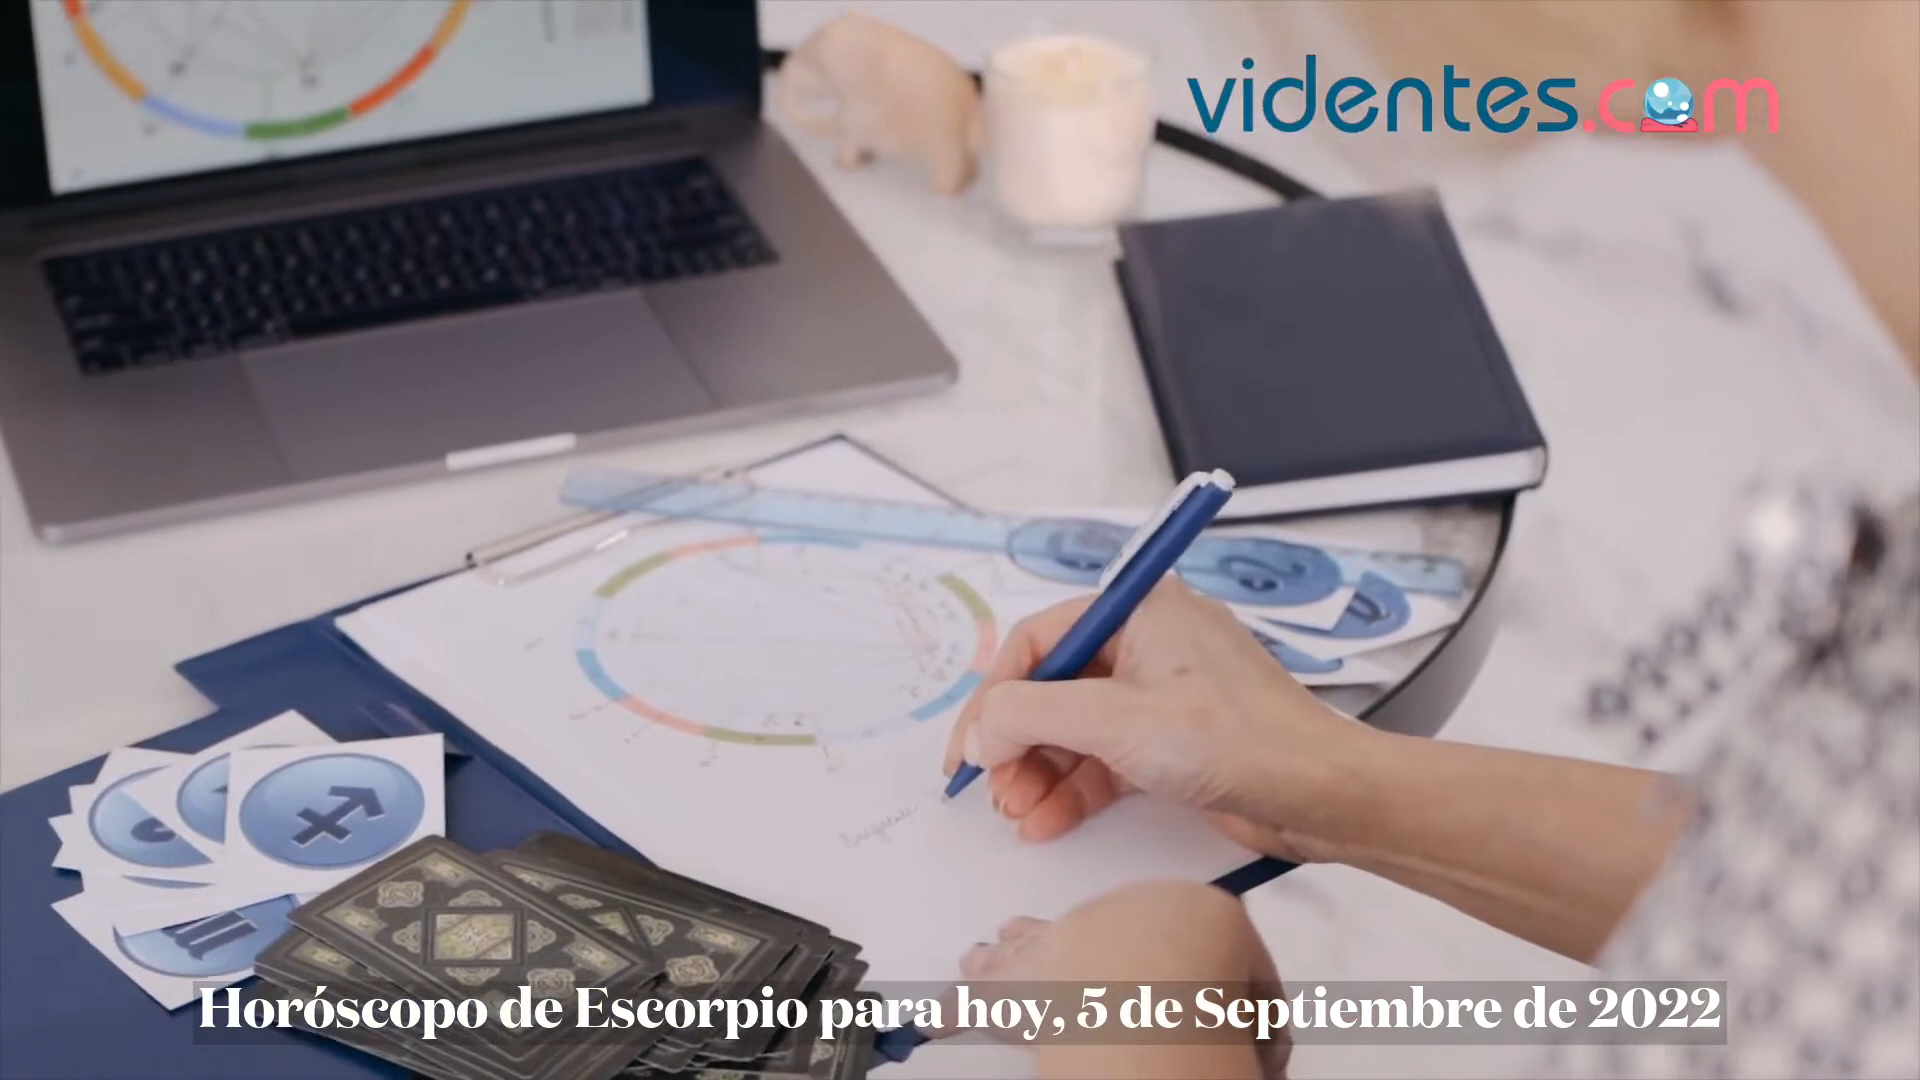 videntes.com
Horóscopo de Escorpio para hoy, 5 de Septiembre de 2022